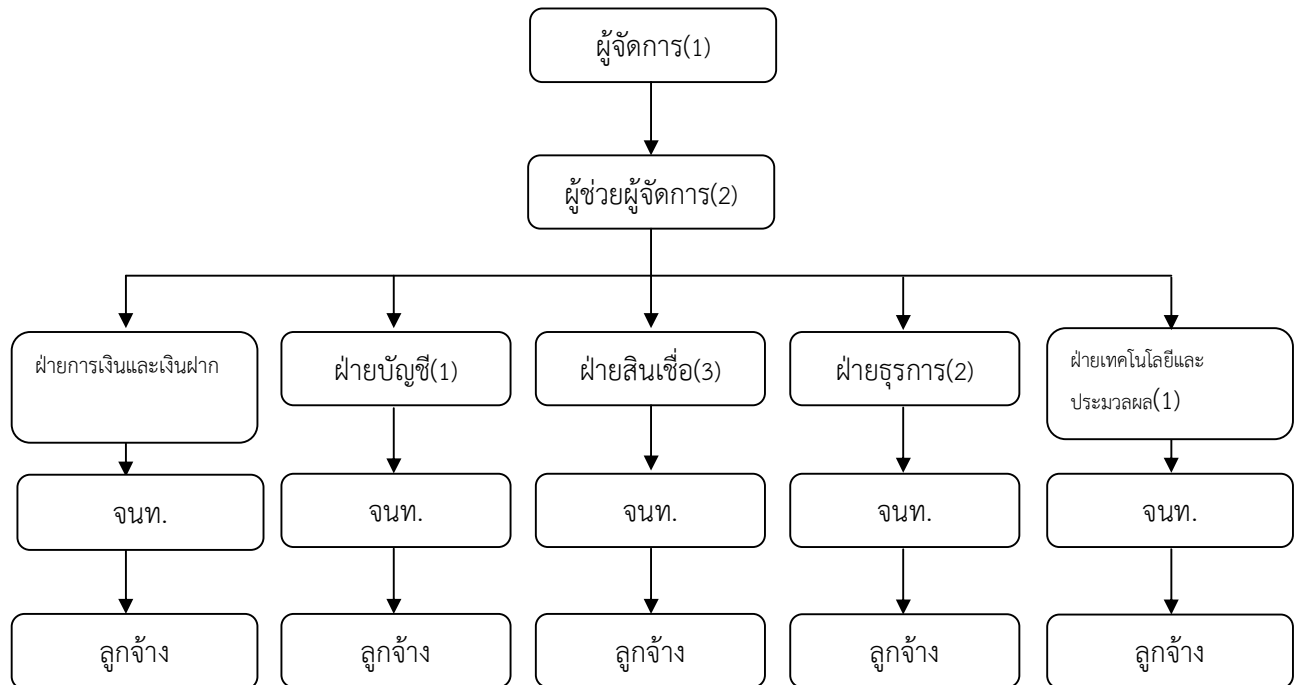 ผู้จัดการ(1)
ผู้ช่วยผู้จัดการ(2)
ฝ่ายการเงินและเงินฝาก
ฝ่ายบัญชี(1)
ฝ่ายสินเชื่อ(3)
ฝ่ายธุรการ(2)
ฝ่ายเทคโนโลยีและ
ประมวลผล(1)
จนท.
จนท.
จนท.
จนท.
จนท.
ลูกจ้าง
ลูกจ้าง
ลูกจ้าง
ลูกจ้าง
ลูกจ้าง